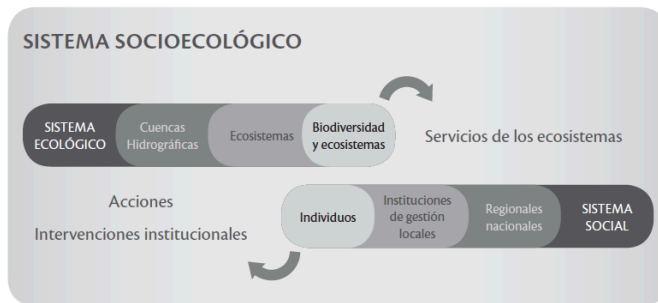 SISTEMA SOCIOECOLÓGICO
SISTEMA
ECOLÓGICO
Cuencas
Hidrográficas
Ecosistemas
Biodiversidad
y ecosistemas
Servicios de los ecosistemas
Acciones
Intervenciones institucionales
Individuos
Instituciones
de gestión
locales
Regionales
nacionales
SISTEMA
SOCIAL